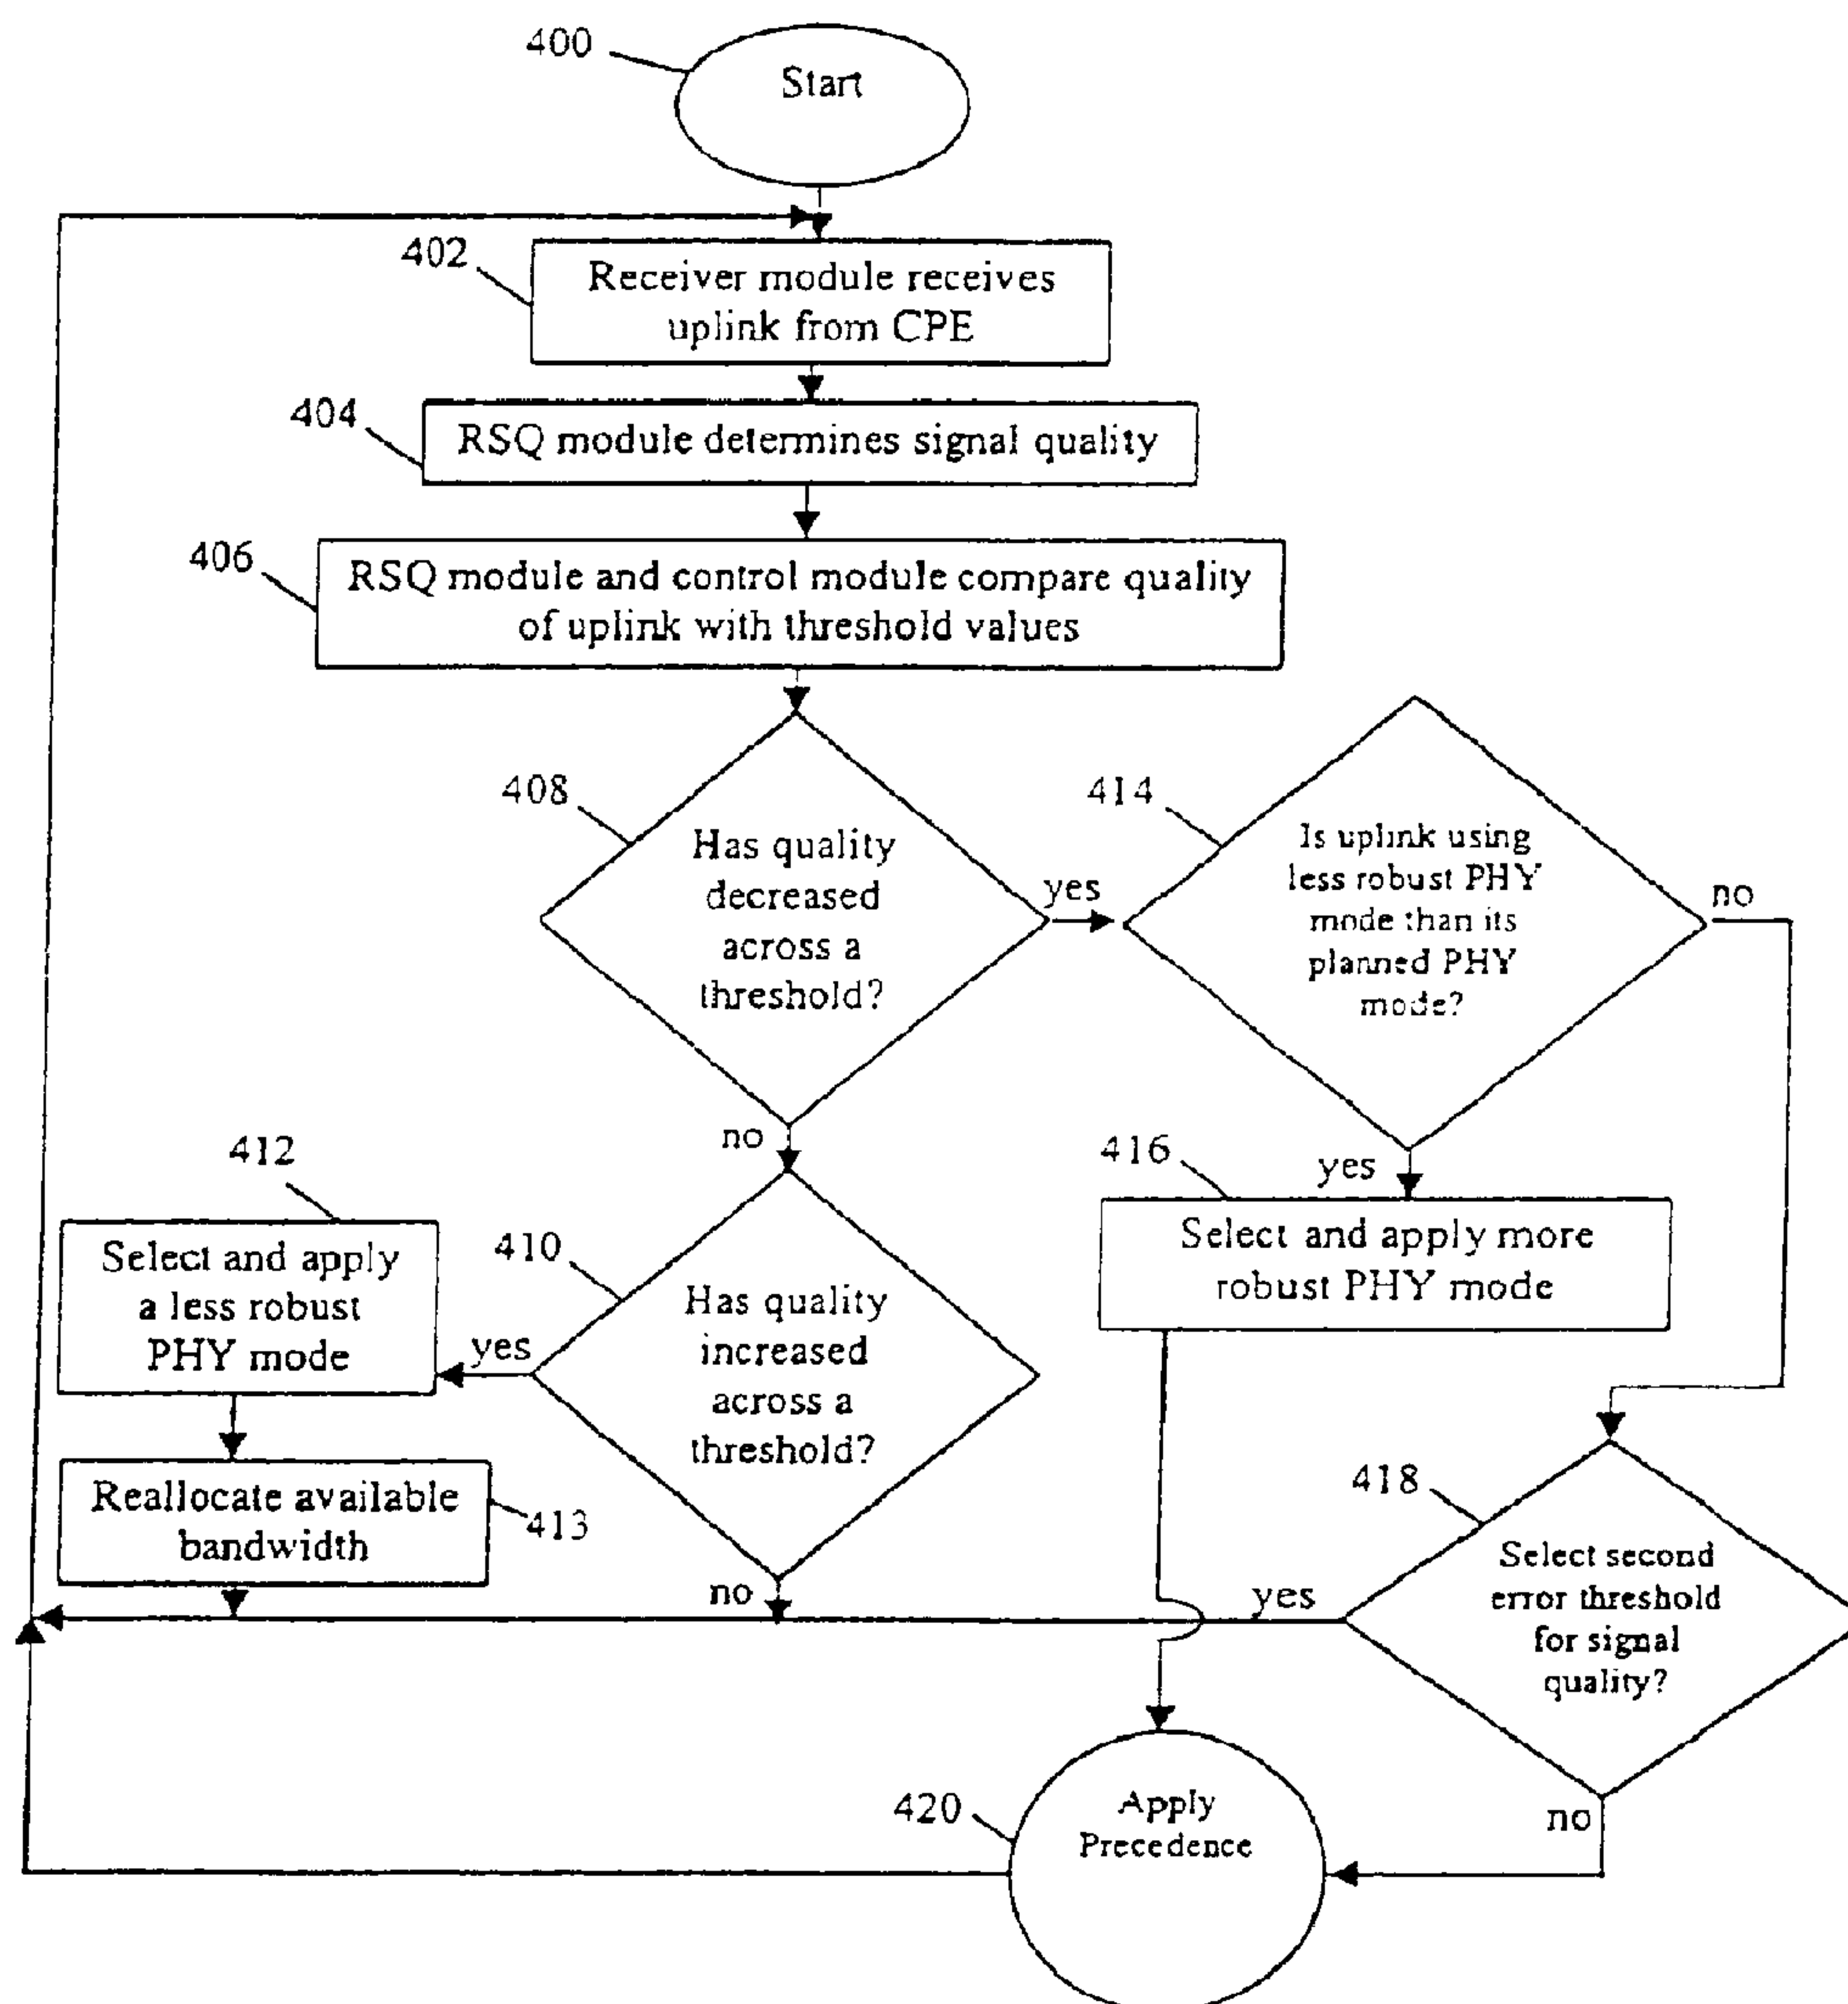 400
Start
402
Receiver module receives
uplink from CPE
404
RSQ module determines signal quality
406
RSQ module and control module compare quality
of uplink with threshold values
408
Has quality
decreased
across a
threshold?
yes
no
414
Is uplink using
less robust PHY
mode than its
planned PHY
mode?
no
yes
412
Select and apply
a less robust
PHY mode
410
Has quality
increased
across a
threshold?
yes
no
416
Select and apply more
robust PHY mode
Reallocate available
bandwidth
413
418
Select second
error threshold
for signal
quality?
yes
no
420
Apply
Precedence